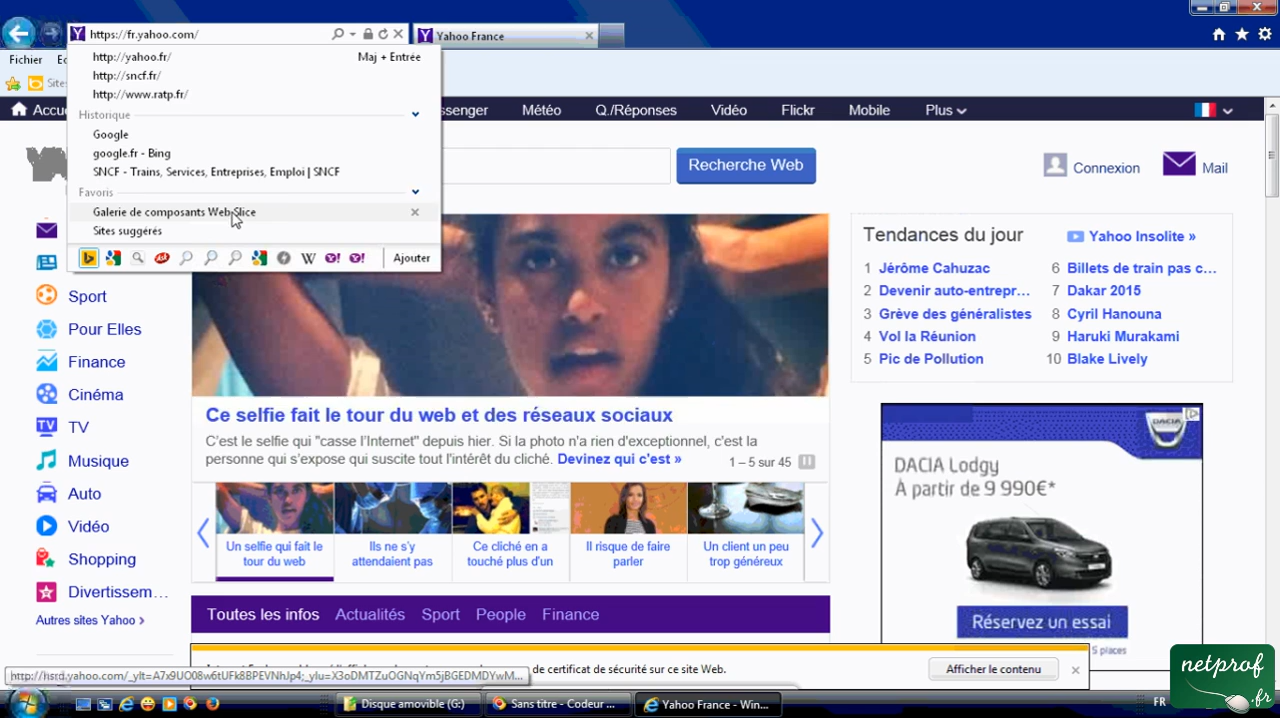 https://fr.yahoo.com/
Yahoo France
Fichier
http://yahoo.fr/
Maj + Entrée
http://sncf.fr/
http://www.ratp.fr/
Historique
Google
google.fr - Bing
SNCF - Trains, Services, Entreprises, Emploi | SNCF
Favoris
Galerie de composants Web Slice
Sites suggérés
Ajouter
Météo
Q./Réponses
Vidéo
Flickr
Mobile
Plus
Recherche Web
Connexion
Mail
Sport
Pour Elles
Finance
Cinéma
TV
Musique
Auto
Vidéo
Shopping
Divertissem...
Autres sites Yahoo >
Ce selfie fait le tour du web et des réseaux sociaux
C'est le selfie qui "casse l'Internet" depuis hier. Si la photo n'a rien d'exceptionnel, c'est la
personne qui s'expose qui suscite tout l'intérêt du cliché. Devinez qui c'est »
1 – 5 sur 45
Un selfie qui fait le
tour du web
Ils ne s'y
attendaient pas
Ce cliché en a
touché plus d'un
Il risque de faire
parler
Un client un peu
trop généreux
Toutes les infos
Actualités
Sport
People
Finance
Tendances du jour
Yahoo Insolite »
1 Jérôme Cahuzac
2 Devenir auto-entrepr...
3 Grève des généralistes
4 Vol la Réunion
5 Pic de Pollution
6 Billets de train pas c...
7 Dakar 2015
8 Cyril Hanouna
9 Haruki Murakami
10 Blake Lively
DACIA
DACIA Lodgy
À partir de 9 990€*
Réservez un essai
5 places
de certificat de sécurité sur ce site Web.
Afficher le contenu
Disque amovible (G:)
Sans titre - Codeur ...
Yahoo France - Win...
FR
netprof
.fr